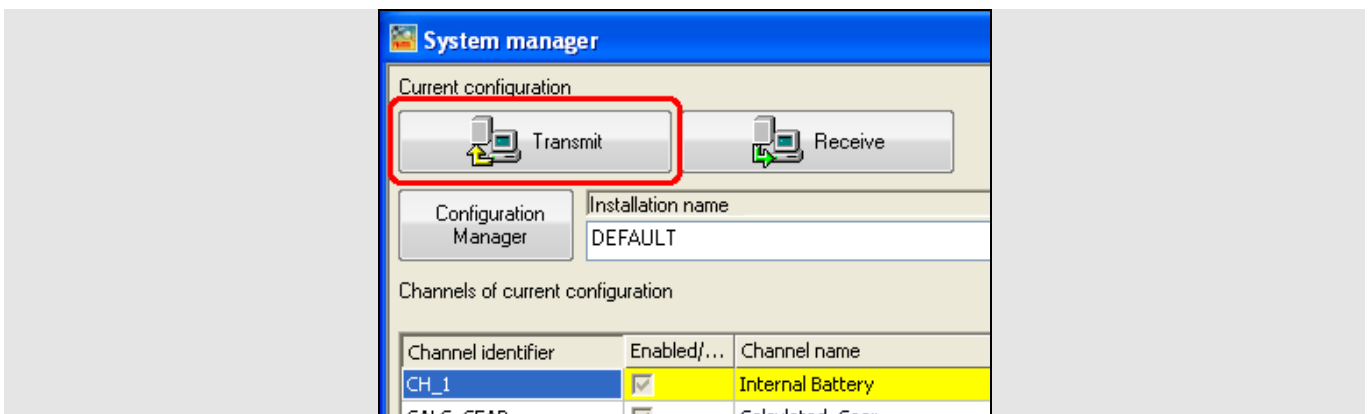 System manager
Current configuration
Transmit
Receive
Configuration
Manager
Installation name
DEFAULT
Channels of current configuration
Channel identifier Enabled/... Channel name
CH_1 Internal Battery